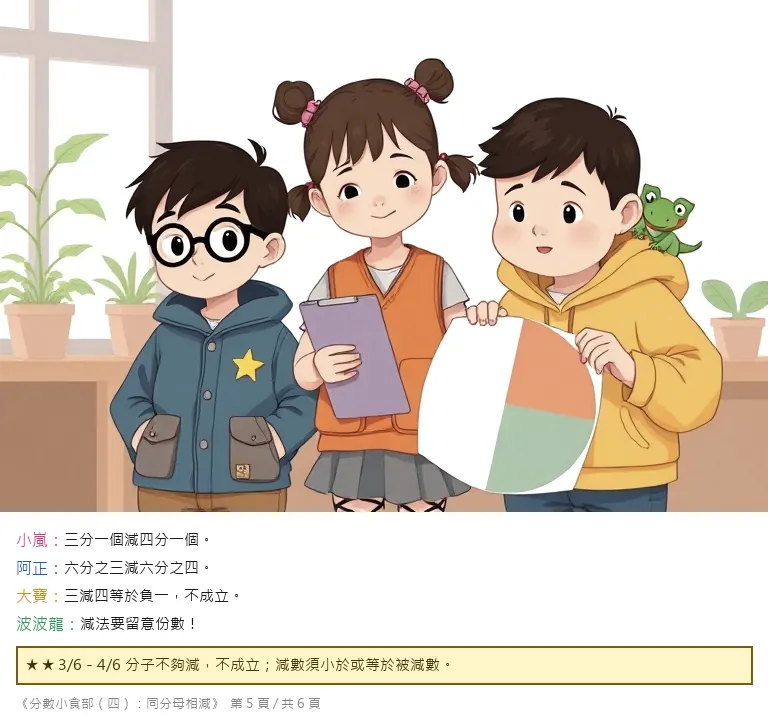 小嵐：三分一個減四分一個。
阿正：六分之三減六分之四。
大寶：三減四等於負一，不成立。
波波龍：減法要留意份數！
★★ 3/6 - 4/6 分子不夠減，不成立；減數須小於或等於被減數。
《分數小食部（四）：同分母相減》 第 5 頁 / 共 6 頁